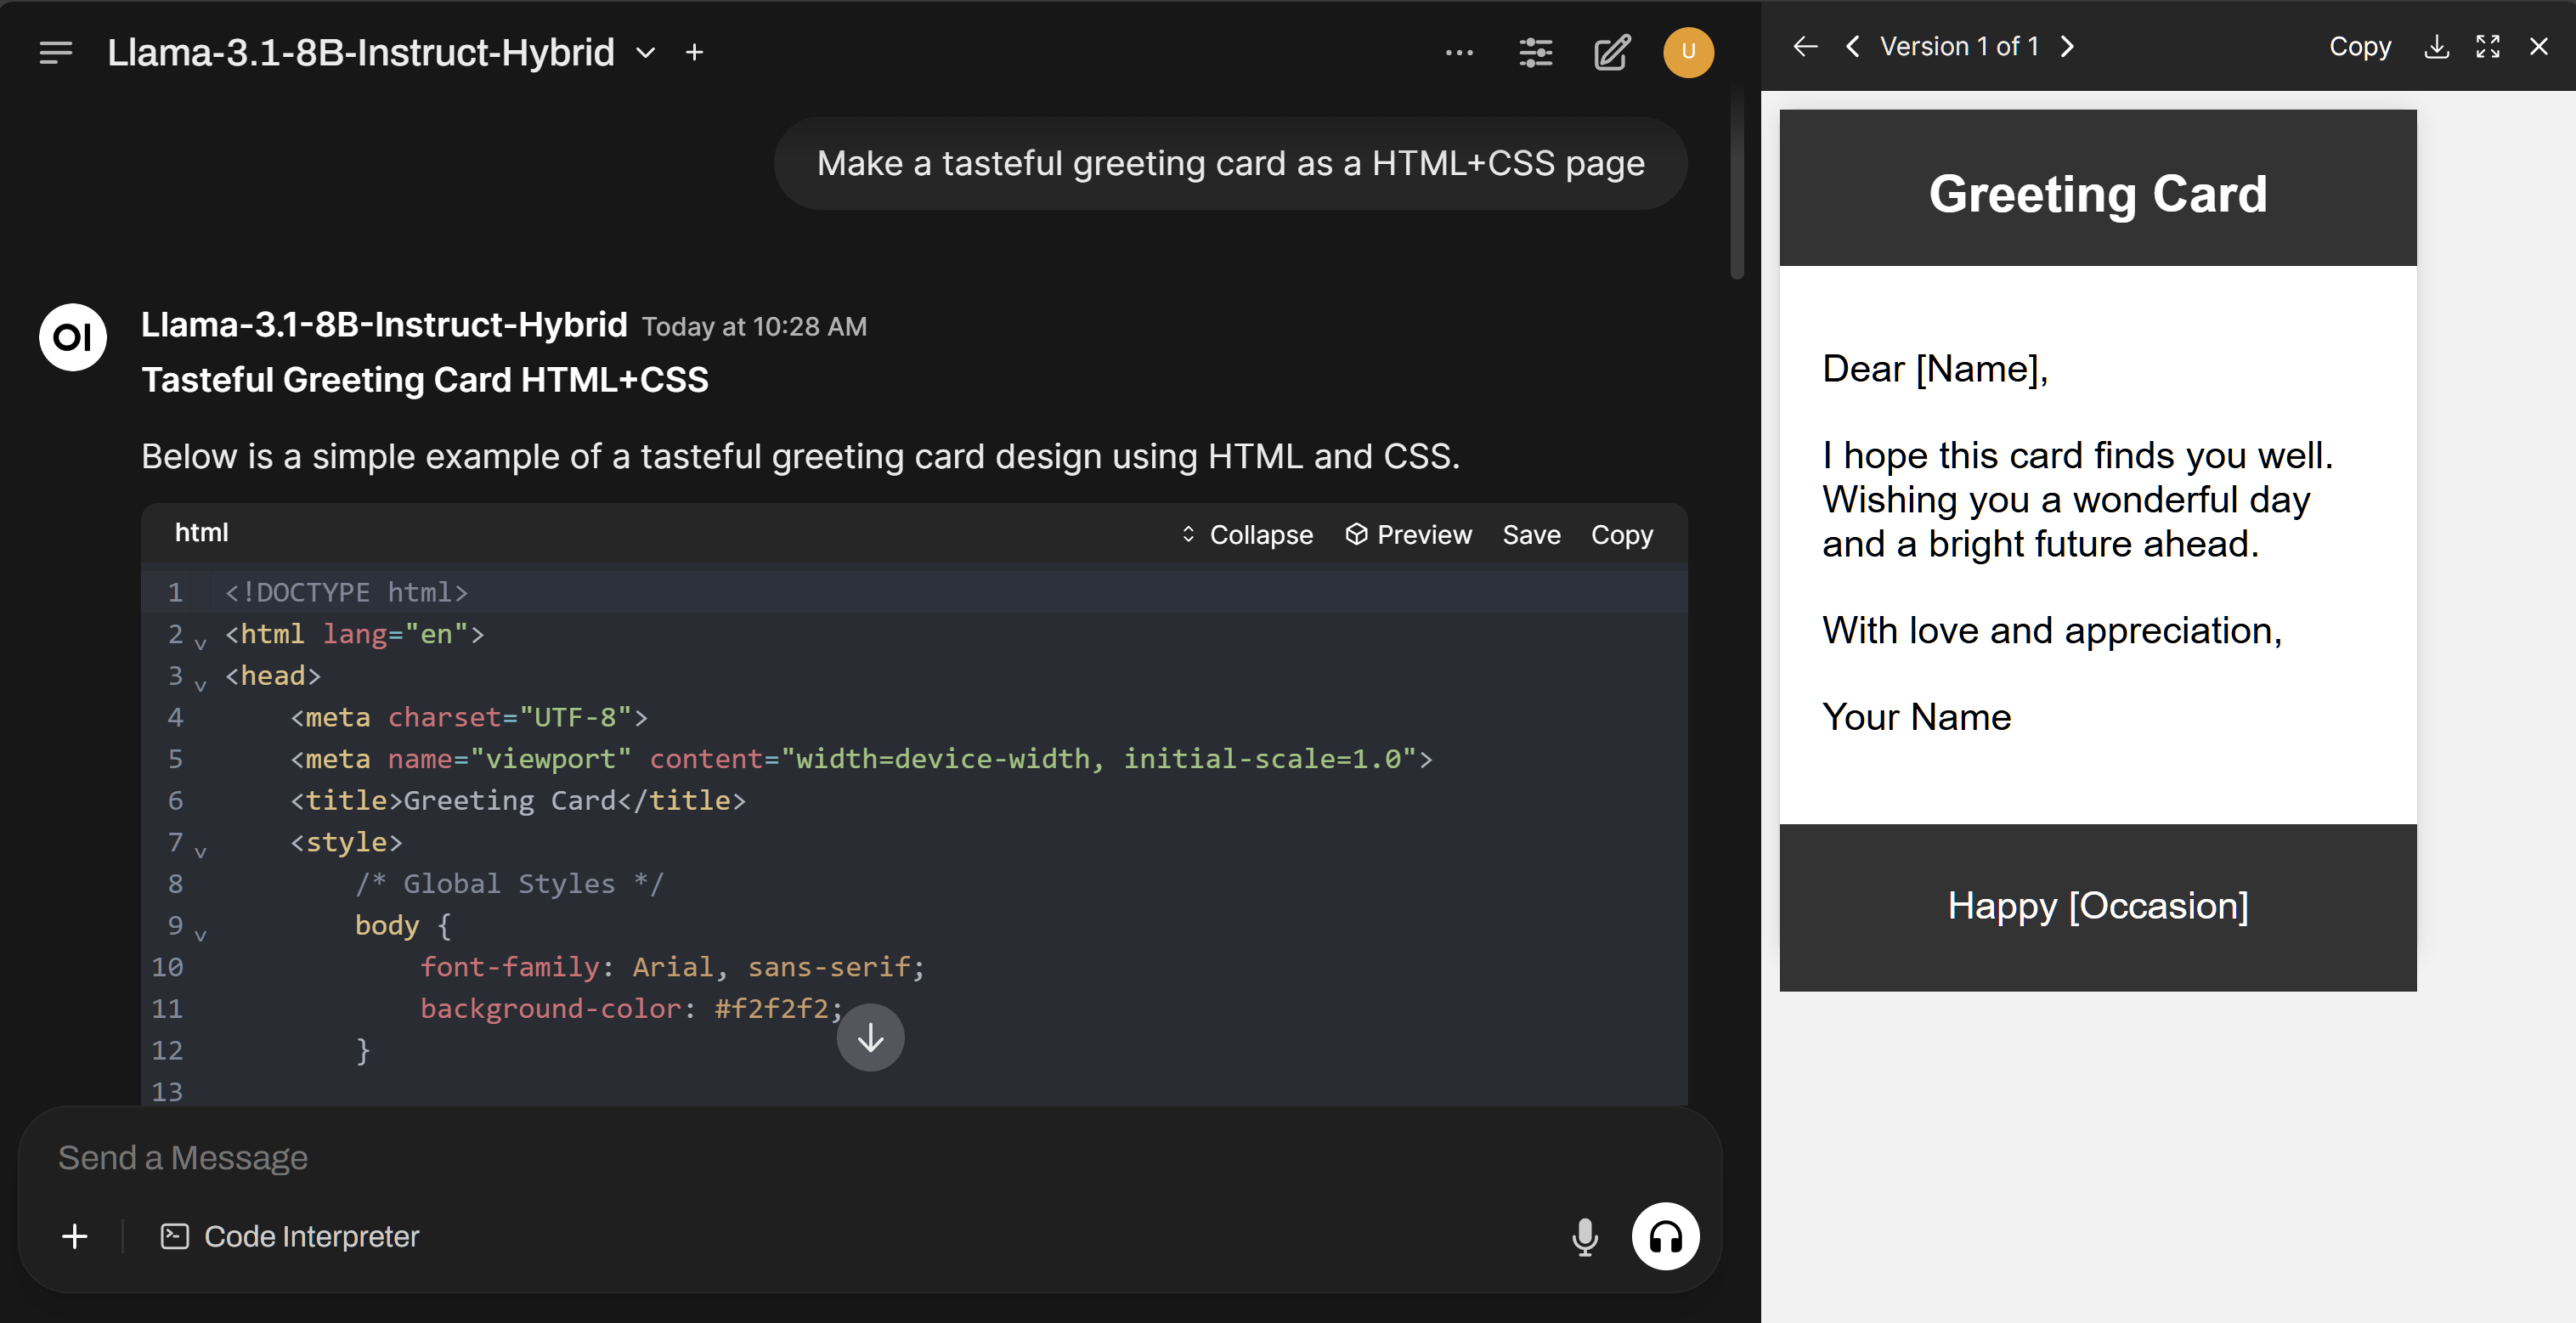 Llama-3.1-8B-Instruct-Hybrid
U
Make a tasteful greeting card as a HTML+CSS page
OI
Llama-3.1-8B-Instruct-Hybrid Today at 10:28 AM
Tasteful Greeting Card HTML+CSS
Below is a simple example of a tasteful greeting card design using HTML and CSS.
html Collapse Preview Save Copy
1 <!DOCTYPE html>
2 <html lang="en">
3 <head>
4 <meta charset="UTF-8">
5 <meta name="viewport" content="width=device-width, initial-scale=1.0">
6 <title>Greeting Card</title>
7 <style>
8 /* Global Styles */
9 body {
10 font-family: Arial, sans-serif;
11 background-color: #f2f2f2;
12 }
13
Send a Message
Code Interpreter
Version 1 of 1 Copy
Greeting Card
Dear [Name],
I hope this card finds you well.
Wishing you a wonderful day
and a bright future ahead.
With love and appreciation,
Your Name
Happy [Occasion]